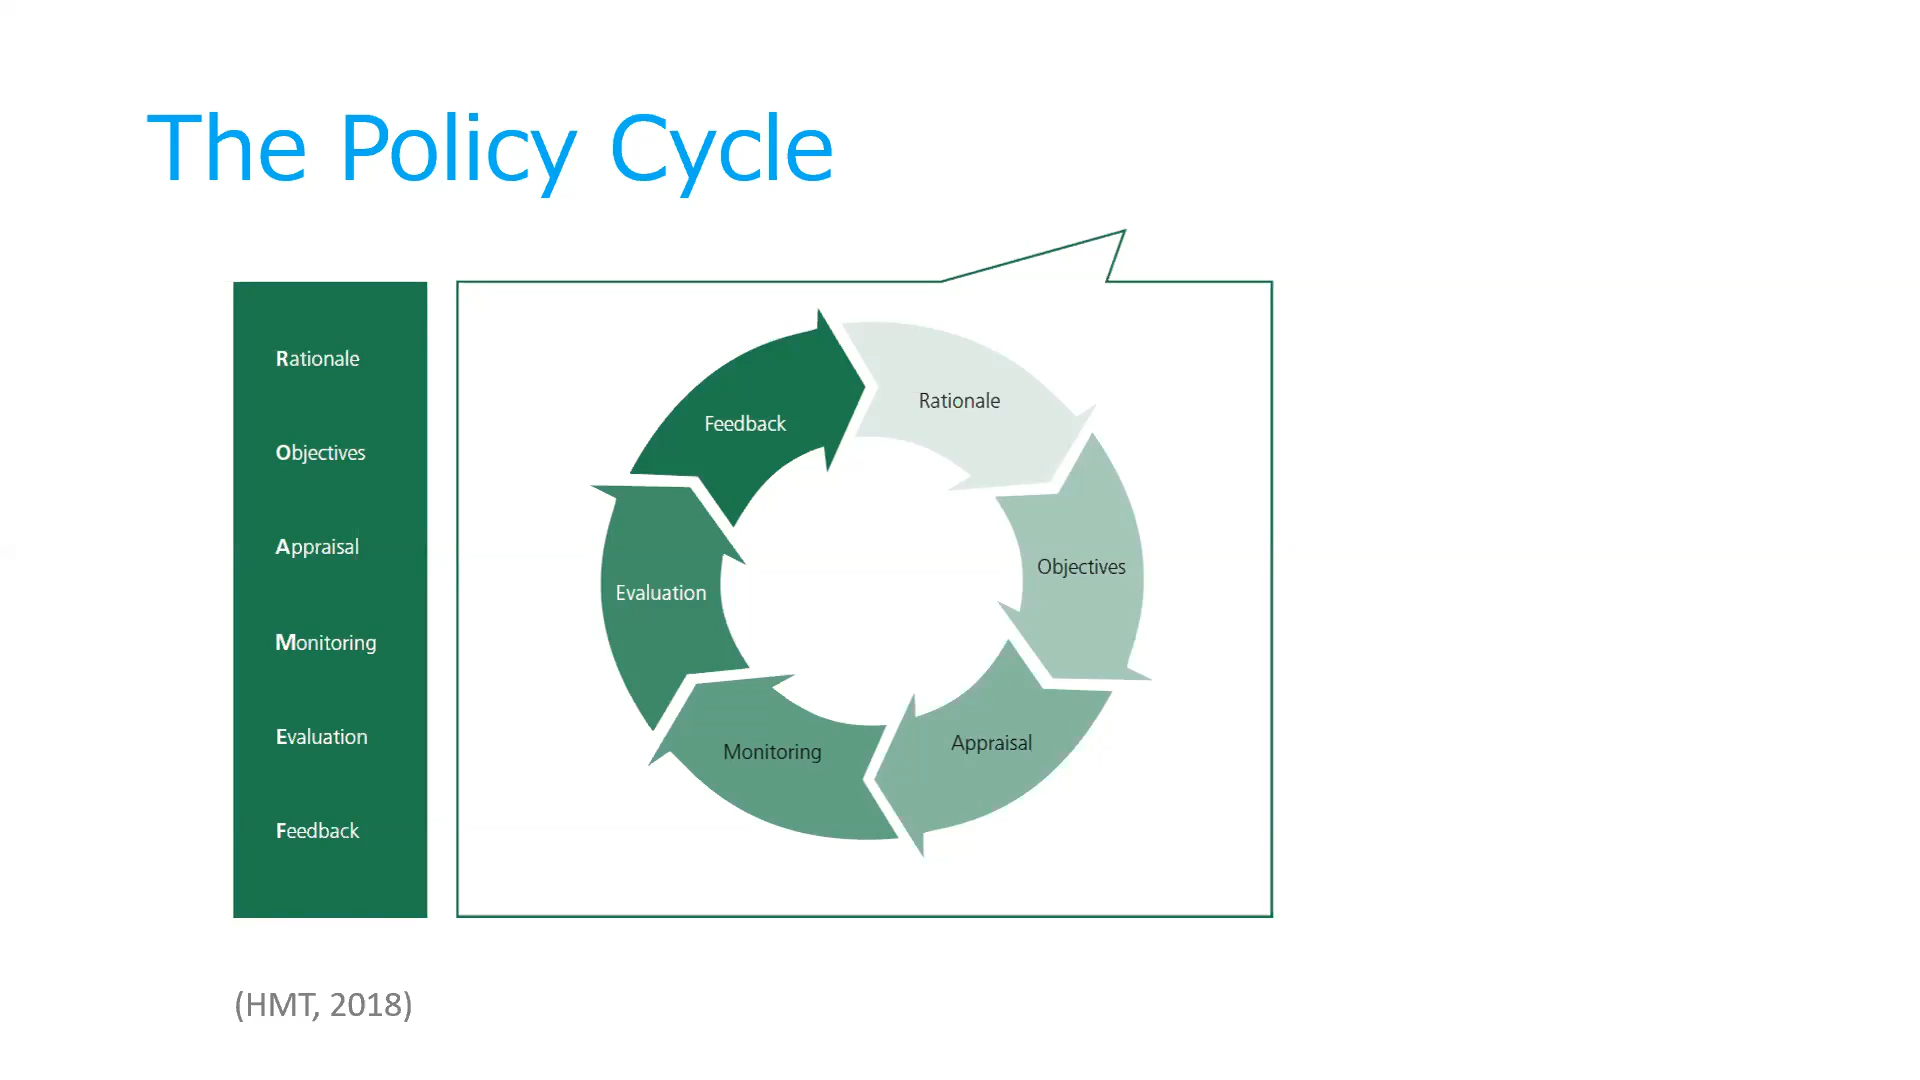 The Policy Cycle
Rationale
Objectives
Appraisal
Monitoring
Evaluation
Feedback
Rationale
Objectives
Appraisal
Monitoring
Evaluation
Feedback
(HMT, 2018)